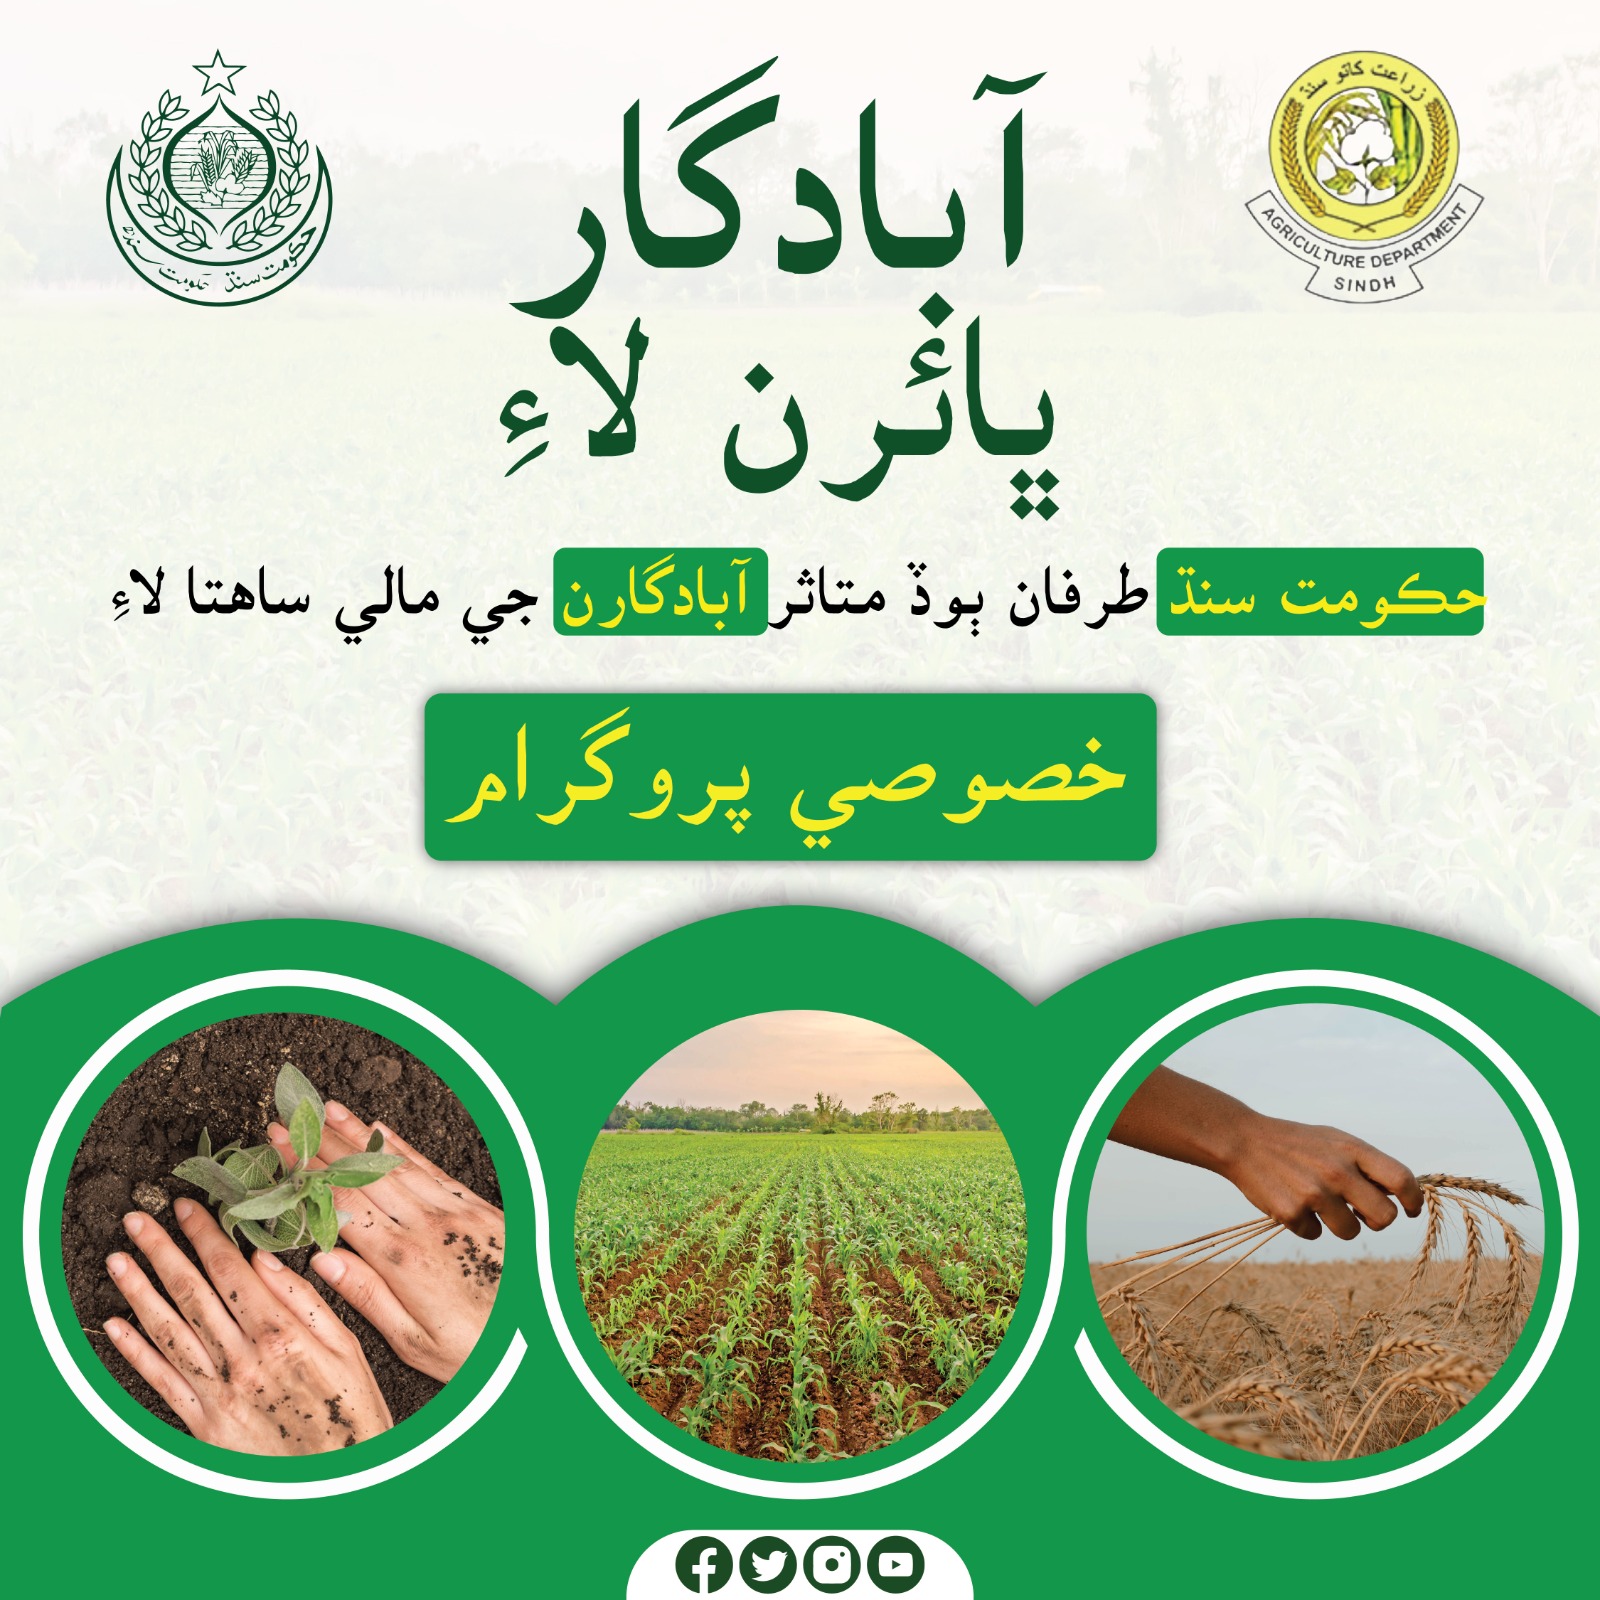 حڪومت سنڌ
زراعت کاتو سنڌ
AGRICULTURE DEPARTMENT
SINDH
آبادگار
ڀائرن لاءِ
حڪومت سنڌ طرفان ٻوڏ متاثر آبادگارن جي مالي ساهتا لاءِ
خصوصي پروگرام